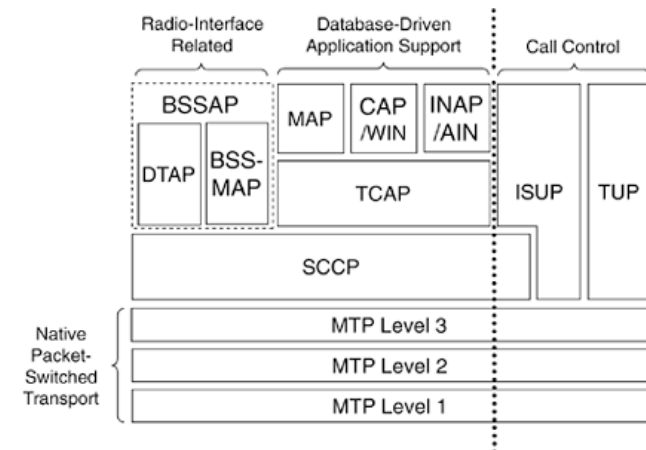 Radio-Interface
Related
Database-Driven
Application Support
Call Control
BSSAP
DTAP
BSS-
MAP
MAP
CAP
/WIN
INAP
/AIN
TCAP
ISUP
TUP
SCCP
Native
Packet-
Switched
Transport
MTP Level 3
MTP Level 2
MTP Level 1